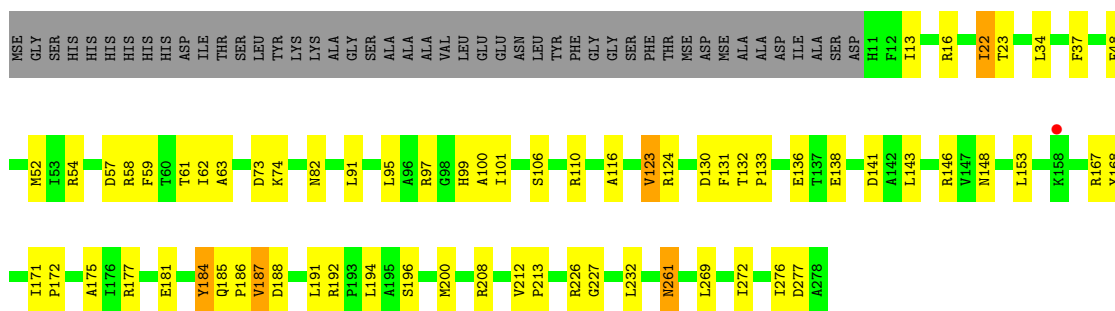 MSE GLY SER HIS HIS HIS HIS HIS HIS ASP ILE THR SER LEU TYR LYS LYS ALA GLY SER ALA ALA ALA VAL LEU GLU GLU ASN LEU TYR PHE GLY GLY SER PHE THR MSE ASP MSE ALA ALA ASP ILE ALA SER ASP H11 F12 I13 R16 I22 T23 L34 F37 E48
M52 I53 R54 D57 R58 F59 T60 T61 I62 A63 D73 K74 N82 L91 L95 A96 R97 G98 H99 A100 I101 S106 R110 A116 V123 R124 D130 F131 T132 P133 E136 T137 E138 D141 A142 L143 R146 V147 N148 L153 K158 R167 Y168
I171 P172 A175 I176 R177 E181 Y184 Q185 P186 V187 D188 L191 R192 P193 L194 A195 S196 M200 R208 V212 P213 R226 G227 L232 N261 L269 I272 I276 D277 A278